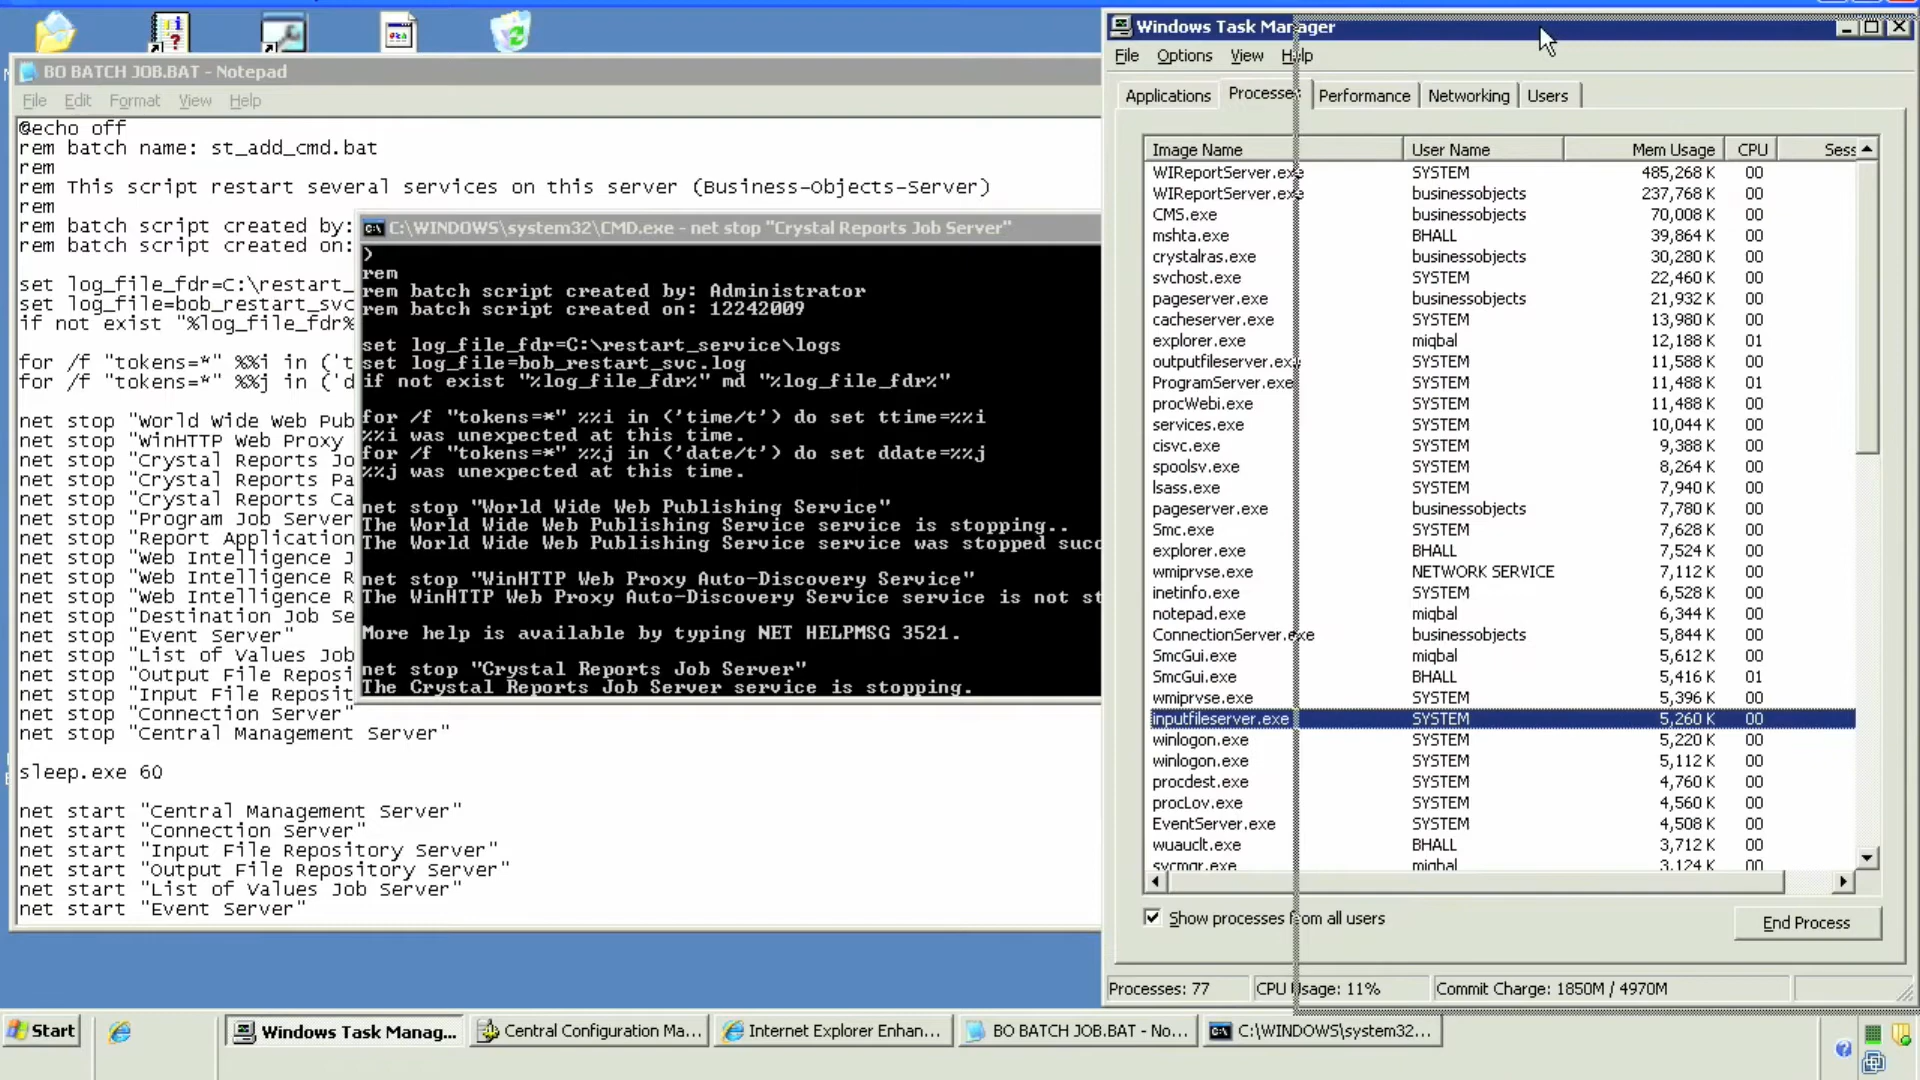 BO BATCH JOB.BAT - Notepad
File Edit Format View Help
@echo off
rem batch name: st_add_cmd.bat
rem
rem This script restart several services on this server (Business-Objects-Server)
rem
rem batch script created by:
rem batch script created on:
set log_file_fdr=C:\restart_
set log_file=bob_restart_svc
if not exist "%log_file_fdr%
for /f "tokens=*" %%i in ('t
for /f "tokens=*" %%j in ('d
net stop "World Wide Web Pub
net stop "WinHTTP Web Proxy
net stop "Crystal Reports Jo
net stop "Crystal Reports Pa
net stop "Crystal Reports Ca
net stop "Program Job Server
net stop "Report Application
net stop "Web Intelligence J
net stop "Web Intelligence R
net stop "Web Intelligence R
net stop "Destination Job Se
net stop "Event Server"
net stop "List of Values Job
net stop "Output File Reposi
net stop "Input File Reposit
net stop "Connection Server"
net stop "Central Management Server"
sleep.exe 60
net start "Central Management Server"
net start "Connection Server"
net start "Input File Repository Server"
net start "Output File Repository Server"
net start "List of Values Job Server"
net start "Event Server"
C:\WINDOWS\system32\CMD.exe - net stop "Crystal Reports Job Server"
)
rem
rem batch script created by: Administrator
rem batch script created on: 12242009
set log_file_fdr=C:\restart_service\logs
set log_file=bob_restart_svc.log
if not exist "%log_file_fdr%" md "%log_file_fdr%"
for /f "tokens=*" %%i in ('time/t') do set ttime=%%i
%%i was unexpected at this time.
for /f "tokens=*" %%j in ('date/t') do set ddate=%%j
%%j was unexpected at this time.
net stop "World Wide Web Publishing Service"
The World Wide Web Publishing Service service is stopping..
The World Wide Web Publishing Service service was stopped succ
net stop "WinHTTP Web Proxy Auto-Discovery Service"
The WinHTTP Web Proxy Auto-Discovery Service service is not st
More help is available by typing NET HELPMSG 3521.
net stop "Crystal Reports Job Server"
The Crystal Reports Job Server service is stopping.
Windows Task Manager
File Options View Help
Applications Processes Performance Networking Users
Image Name User Name Mem Usage CPU Sess
WIReportServer.exe SYSTEM 485,268 K 00
WIReportServer.exe businessobjects 237,768 K 00
CMS.exe businessobjects 70,008 K 00
mshta.exe BHALL 39,864 K 00
crystalras.exe businessobjects 30,280 K 00
svchost.exe SYSTEM 22,460 K 00
pageserver.exe businessobjects 21,932 K 00
cacheserver.exe SYSTEM 13,980 K 00
explorer.exe miqbal 12,188 K 01
outputfileserver.ex SYSTEM 11,588 K 00
ProgramServer.exe SYSTEM 11,488 K 01
procWebi.exe SYSTEM 11,488 K 00
services.exe SYSTEM 10,044 K 00
cisvc.exe SYSTEM 9,388 K 00
spoolsv.exe SYSTEM 8,264 K 00
lsass.exe SYSTEM 7,940 K 00
pageserver.exe businessobjects 7,780 K 00
Smc.exe SYSTEM 7,628 K 00
explorer.exe BHALL 7,524 K 00
wmiprvse.exe NETWORK SERVICE 7,112 K 00
inetinfo.exe SYSTEM 6,528 K 00
notepad.exe miqbal 6,344 K 00
ConnectionServer.exe businessobjects 5,844 K 00
SmcGui.exe miqbal 5,612 K 00
SmcGui.exe BHALL 5,416 K 01
wmiprvse.exe SYSTEM 5,396 K 00
inputfileserver.exe SYSTEM 5,260 K 00
winlogon.exe SYSTEM 5,220 K 00
winlogon.exe SYSTEM 5,112 K 00
procdest.exe SYSTEM 4,760 K 00
procLov.exe SYSTEM 4,560 K 00
EventServer.exe SYSTEM 4,508 K 00
wuauclt.exe BHALL 3,712 K 00
svcmgr.exe miqbal 3,124 K 00
Show processes from all users
End Process
Processes: 77 CPU Usage: 11% Commit Charge: 1850M / 4970M
Start Windows Task Manag... Central Configuration Ma... Internet Explorer Enhan... BO BATCH JOB.BAT - No... C:\WINDOWS\system32...